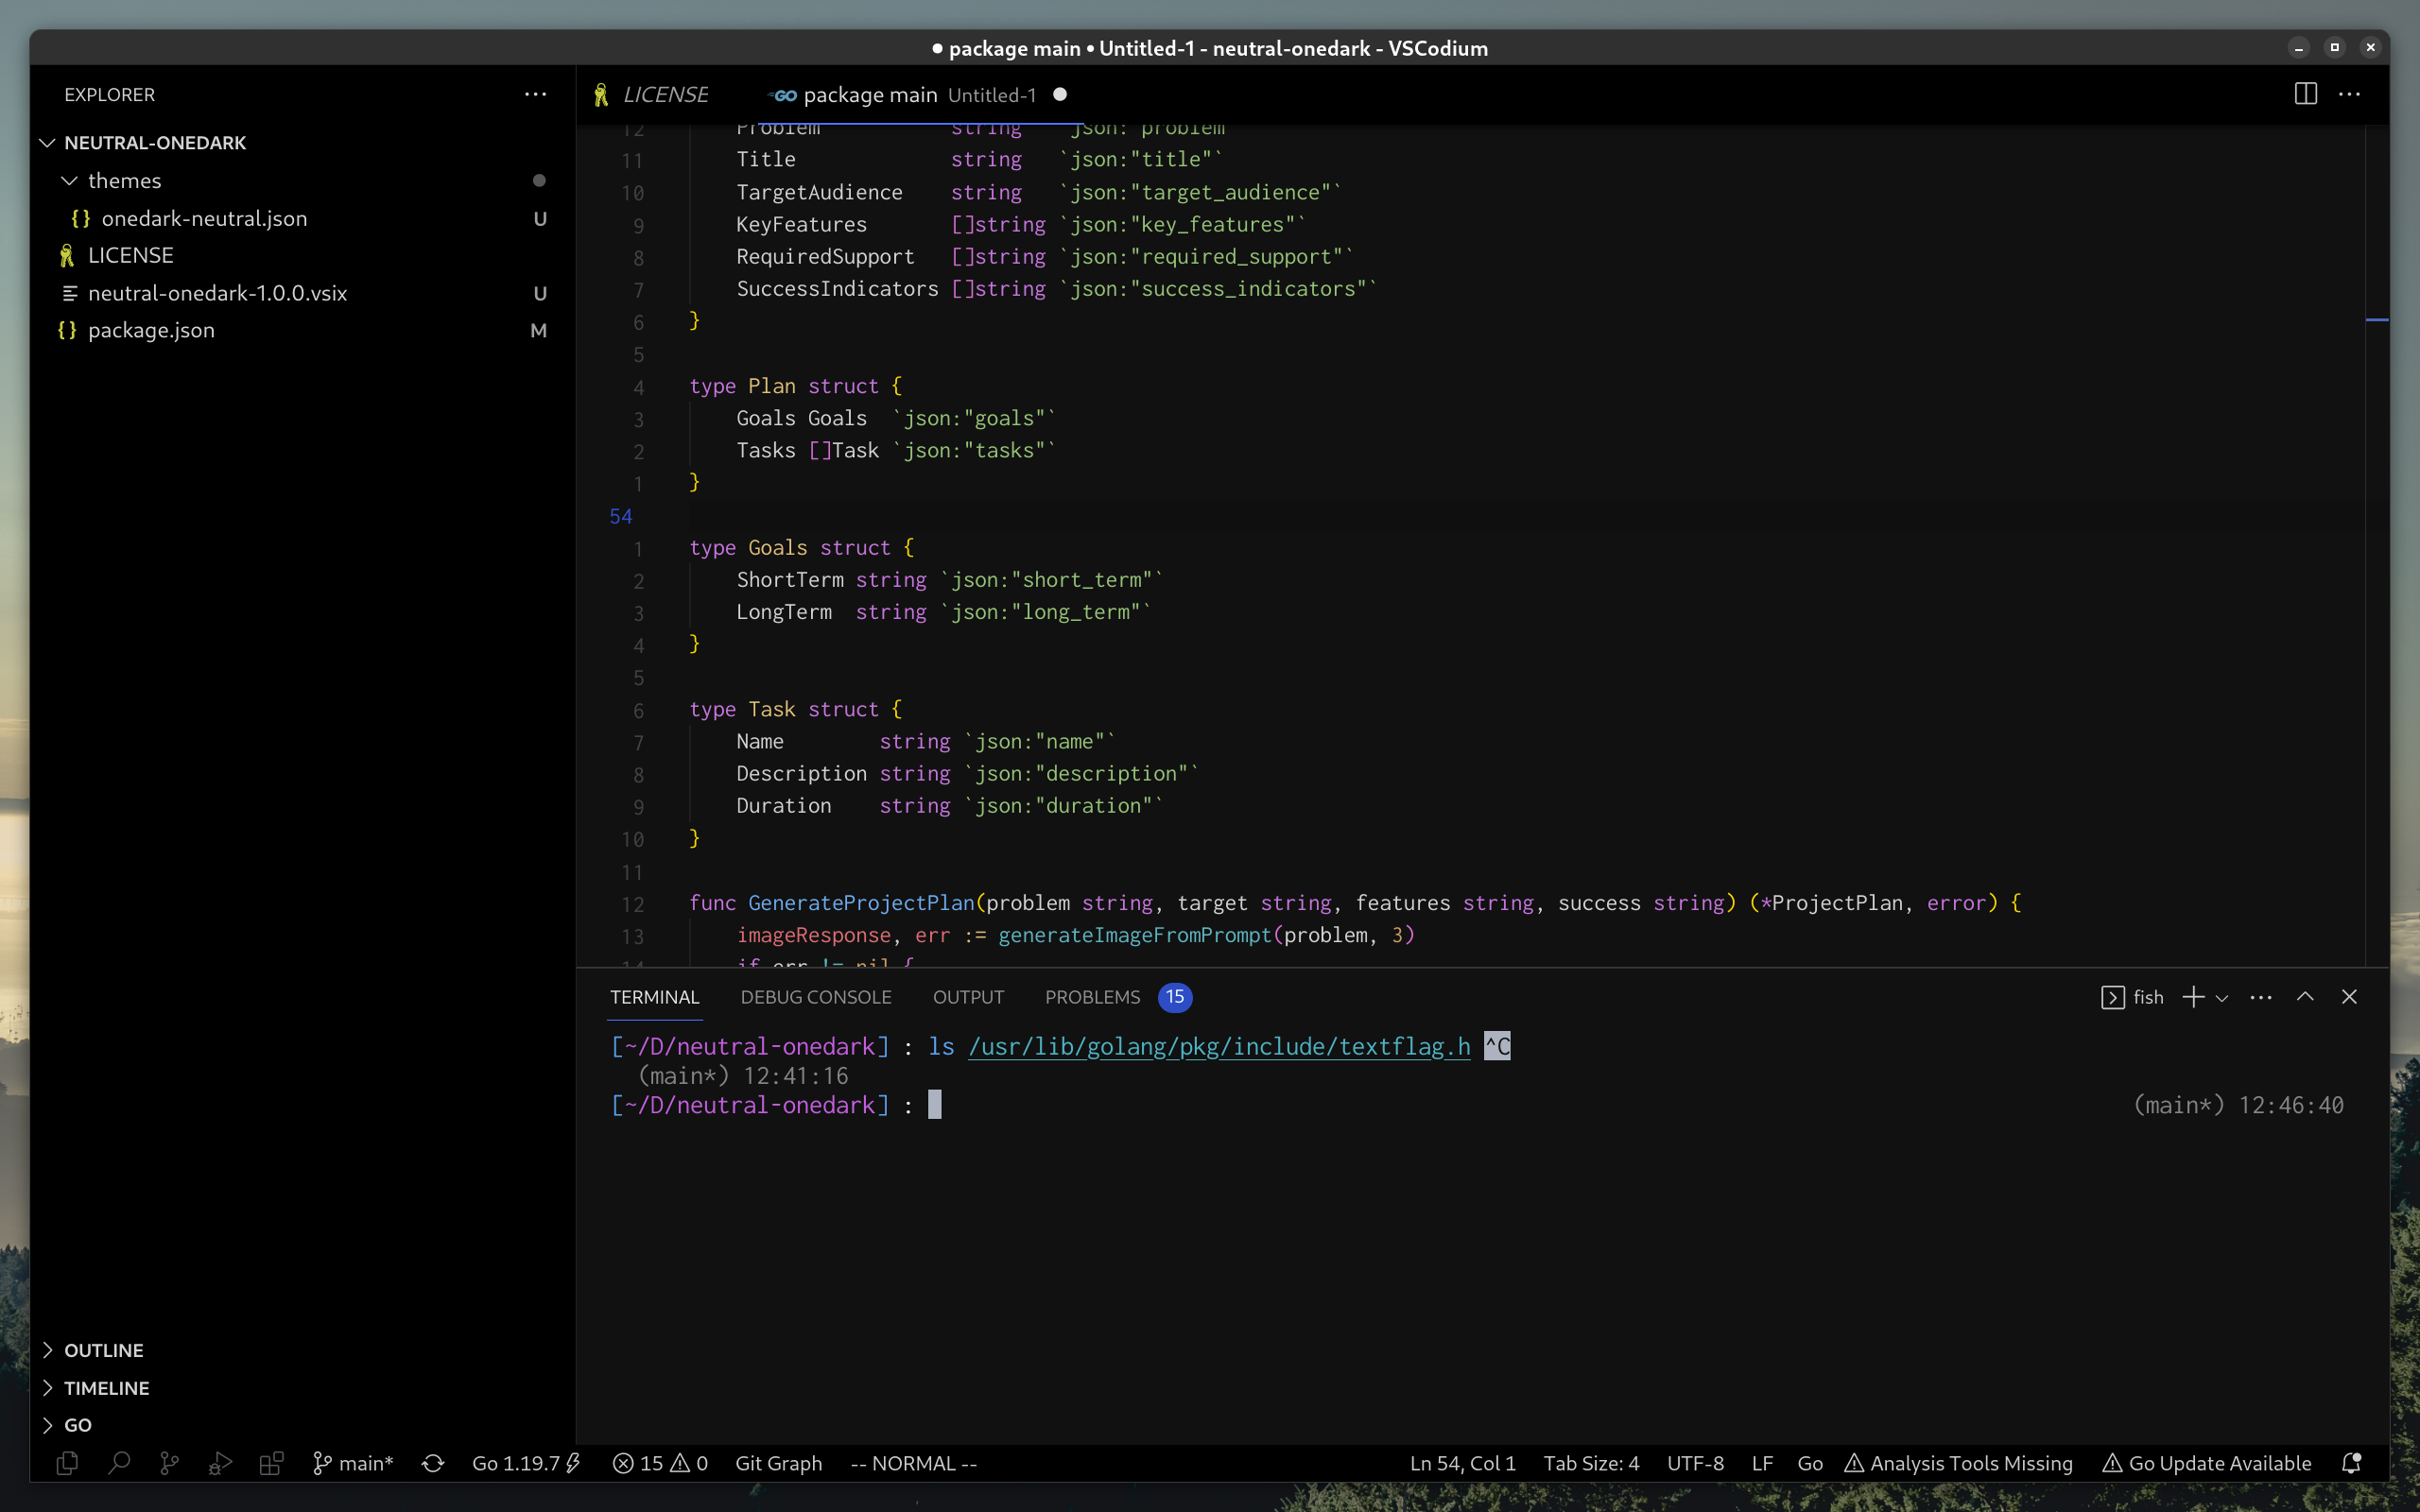 ● package main • Untitled-1 - neutral-onedark - VSCodium
EXPLORER
NEUTRAL-ONEDARK
themes
{} onedark-neutral.json U
LICENSE
neutral-onedark-1.0.0.vsix U
{} package.json M
OUTLINE
TIMELINE
GO
LICENSE
GO package main Untitled-1 ●
12 Problem string `json:"problem"`
11 Title string `json:"title"`
10 TargetAudience string `json:"target_audience"`
9 KeyFeatures []string `json:"key_features"`
8 RequiredSupport []string `json:"required_support"`
7 SuccessIndicators []string `json:"success_indicators"`
6 }
5
4 type Plan struct {
3 Goals Goals `json:"goals"`
2 Tasks []Task `json:"tasks"`
1 }
54
1 type Goals struct {
2 ShortTerm string `json:"short_term"`
3 LongTerm string `json:"long_term"`
4 }
5
6 type Task struct {
7 Name string `json:"name"`
8 Description string `json:"description"`
9 Duration string `json:"duration"`
10 }
11
12 func GenerateProjectPlan(problem string, target string, features string, success string) (*ProjectPlan, error) {
13 imageResponse, err := generateImageFromPrompt(problem, 3)
14 if err != nil {
TERMINAL DEBUG CONSOLE OUTPUT PROBLEMS 15 fish
[~/D/neutral-onedark] : ls /usr/lib/golang/pkg/include/textflag.h ^C
(main*) 12:41:16
[~/D/neutral-onedark] : (main*) 12:46:40
main* Go 1.19.7 15 0 Git Graph -- NORMAL -- Ln 54, Col 1 Tab Size: 4 UTF-8 LF Go Analysis Tools Missing Go Update Available